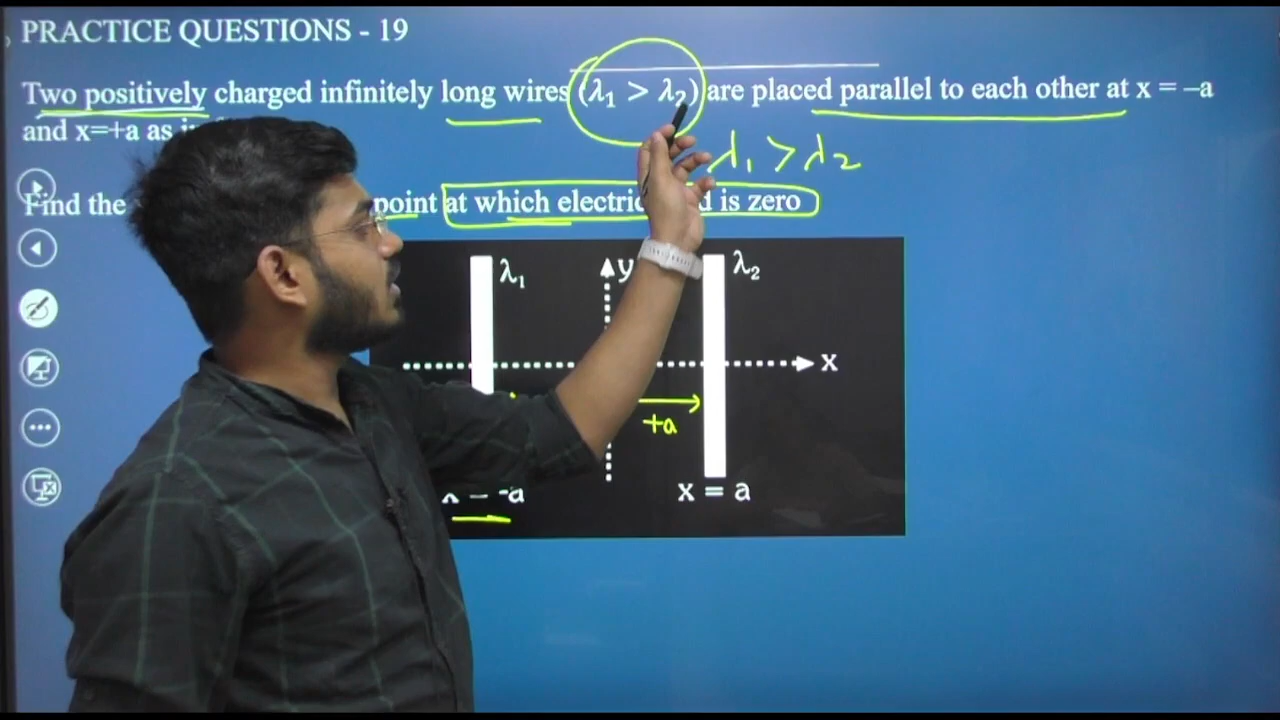 PRACTICE QUESTIONS - 19
Two positively charged infinitely long wires (λ₁ > λ₂) are placed parallel to each other at x = –a
and x=+a as
λ₁ > λ₂
Find the point at which is zero
λ₁ y λ₂
x
+a
-a x = a